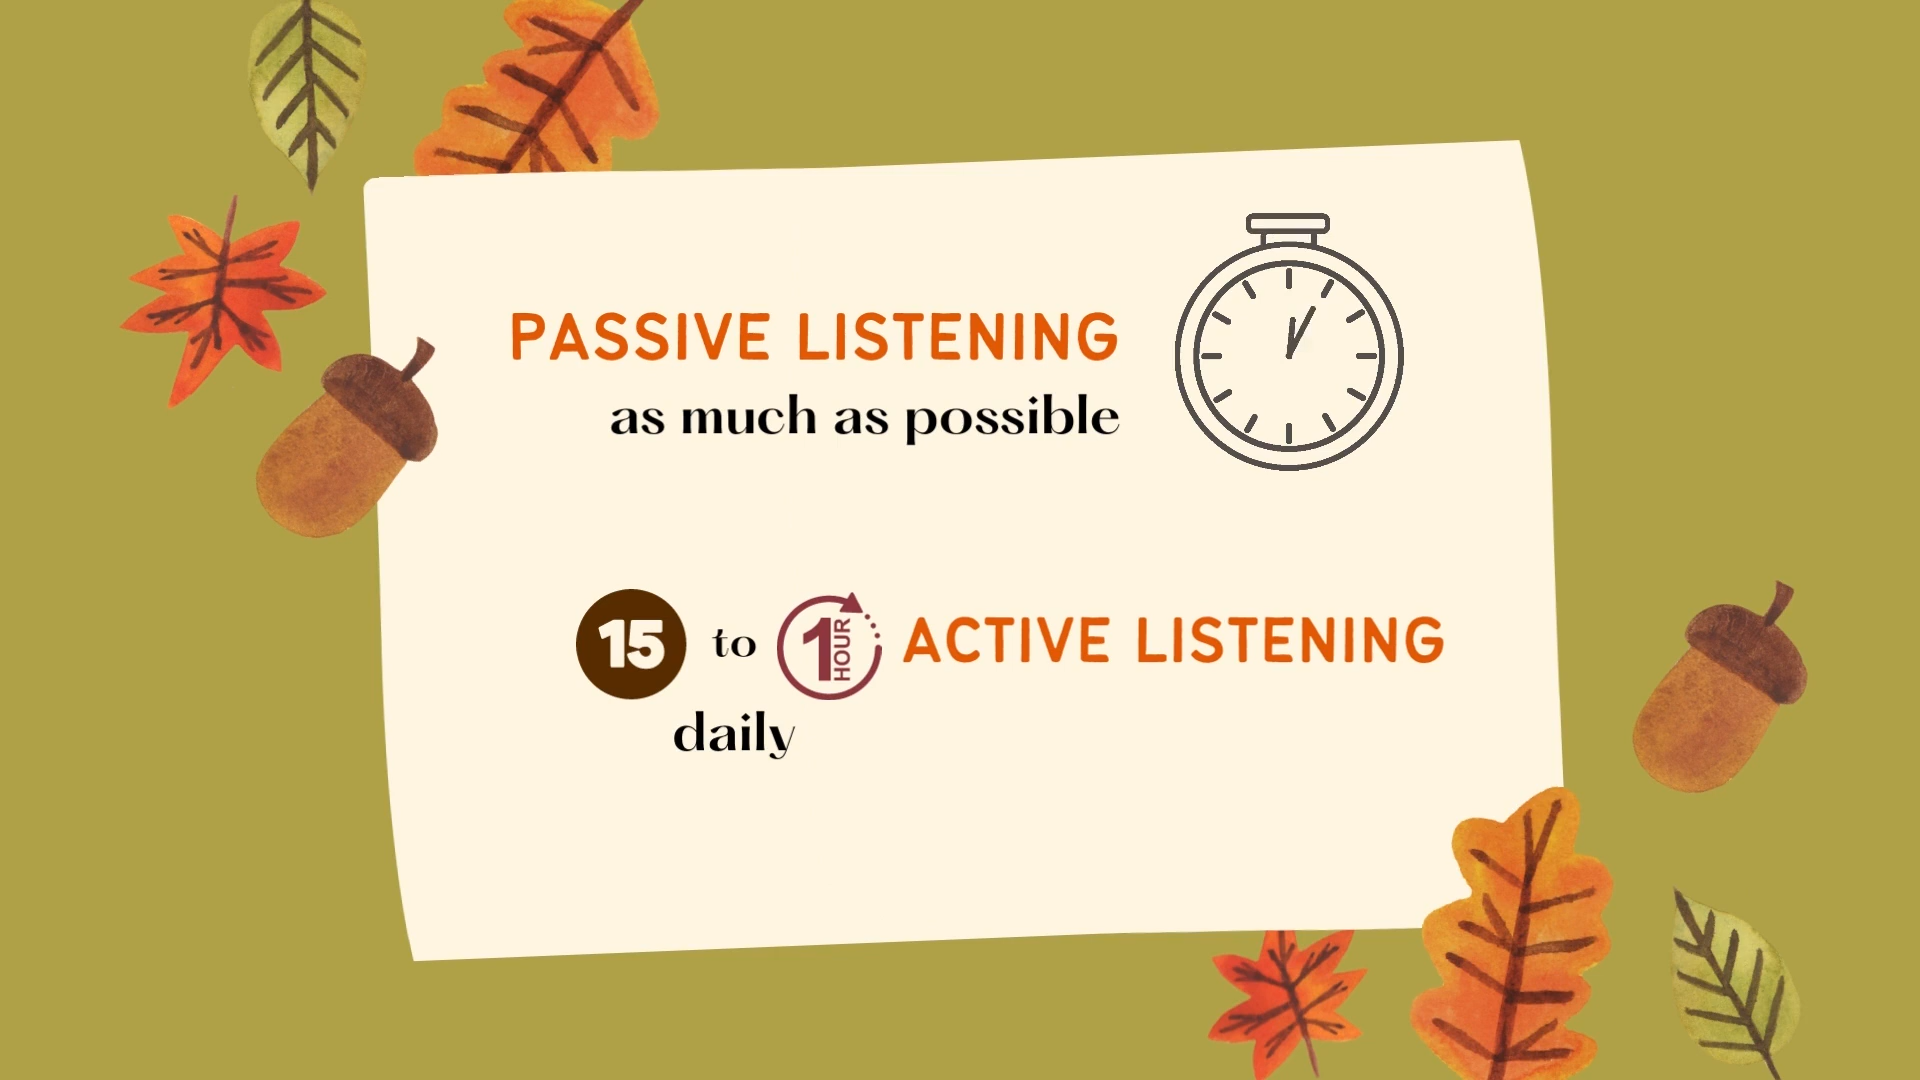 PASSIVE LISTENING
as much as possible
15 to 1 HOUR ACTIVE LISTENING
daily